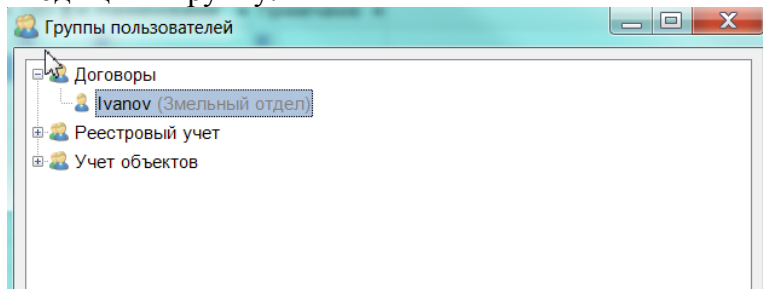 Группы пользователей
Договоры
Ivanov (Змельный отдел)
Реестровый учет
Учет объектов